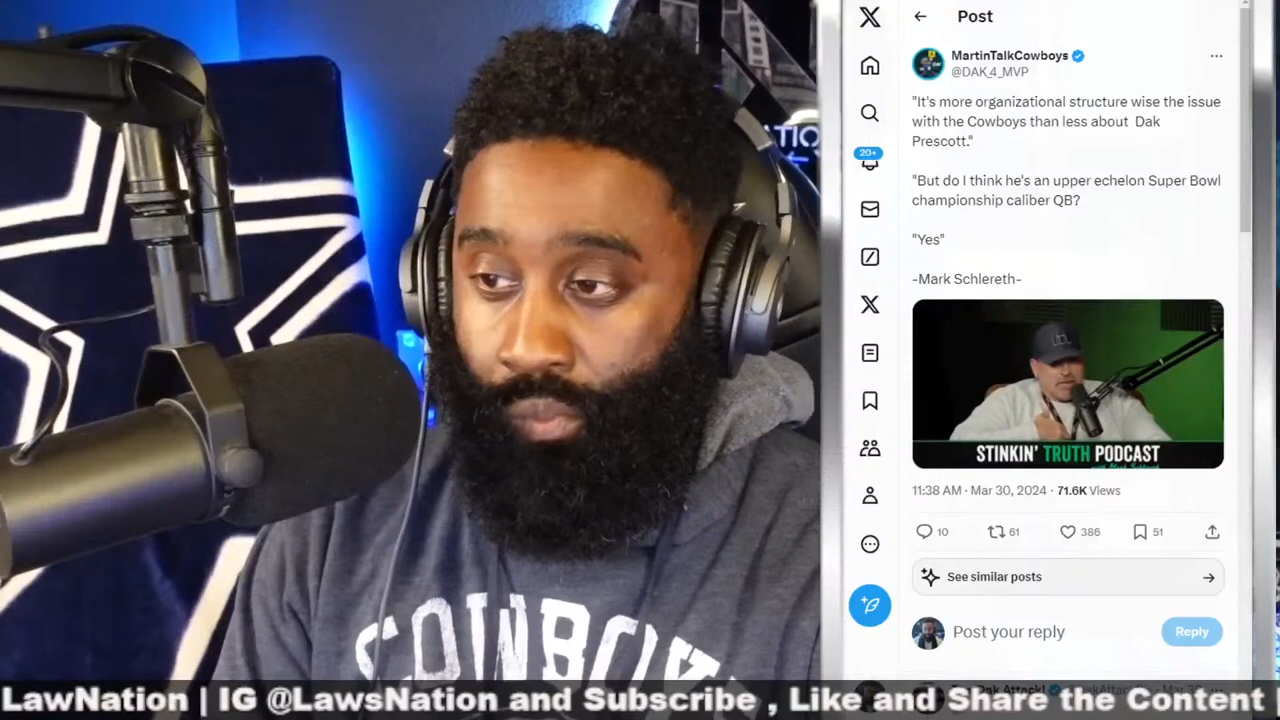 Post
MartinTalkCowboys
@DAK_4_MVP
"It's more organizational structure wise the issue
with the Cowboys than less about Dak
Prescott."
"But do I think he's an upper echelon Super Bowl
championship caliber QB?
"Yes"
-Mark Schlereth-
20+
STINKIN' TRUTH PODCAST
11:38 AM · Mar 30, 2024 · 71.6K Views
10 61 386 51
See similar posts
Post your reply
Reply
COWBOYS
LawNation | IG @LawsNation and Subscribe , Like and Share the Content